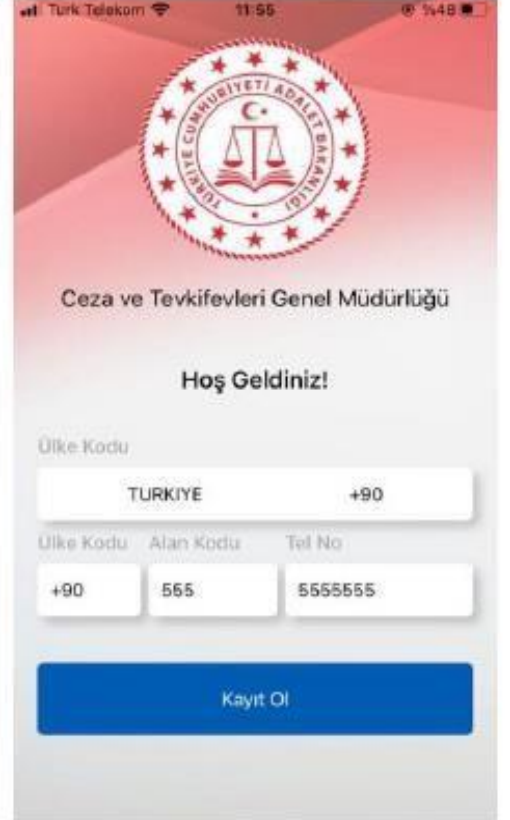 Turk Telekom 11:55 %48
TÜRKİYE CUMHURİYETİ ADALET BAKANLIĞI
Ceza ve Tevkifevleri Genel Müdürlüğü
Hoş Geldiniz!
Ülke Kodu
TURKIYE +90
Ülke Kodu Alan Kodu Tel No
+90 555 5555555
Kayıt Ol